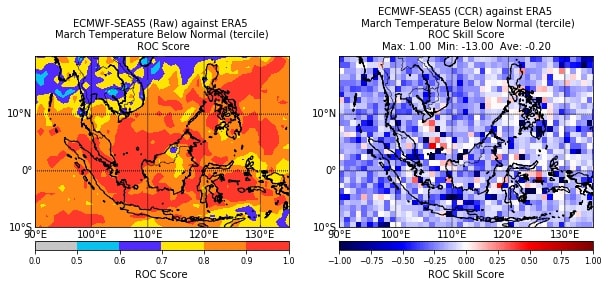 ECMWF-SEAS5 (Raw) against ERA5
March Temperature Below Normal (tercile)
ROC Score
10°N
0°
10°S
90°E 100°E 110°E 120°E 130°E
0.0 0.5 0.6 0.7 0.8 0.9 1.0
ROC Score
ECMWF-SEAS5 (CCR) against ERA5
March Temperature Below Normal (tercile)
ROC Skill Score
Max: 1.00 Min: -13.00 Ave: -0.20
10°N
0°
10°S
90°E 100°E 110°E 120°E 130°E
−1.00 −0.75 −0.50 −0.25 0.00 0.25 0.50 0.75 1.00
ROC Skill Score